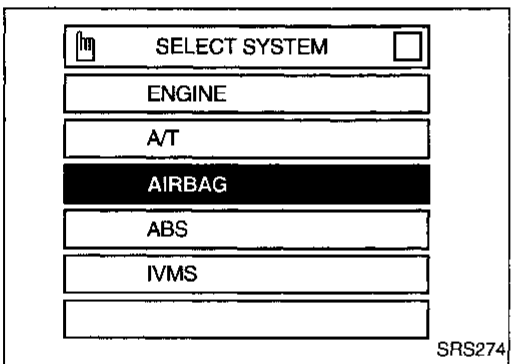 SELECT SYSTEM
ENGINE
A/T
AIRBAG
ABS
IVMS
SRS274